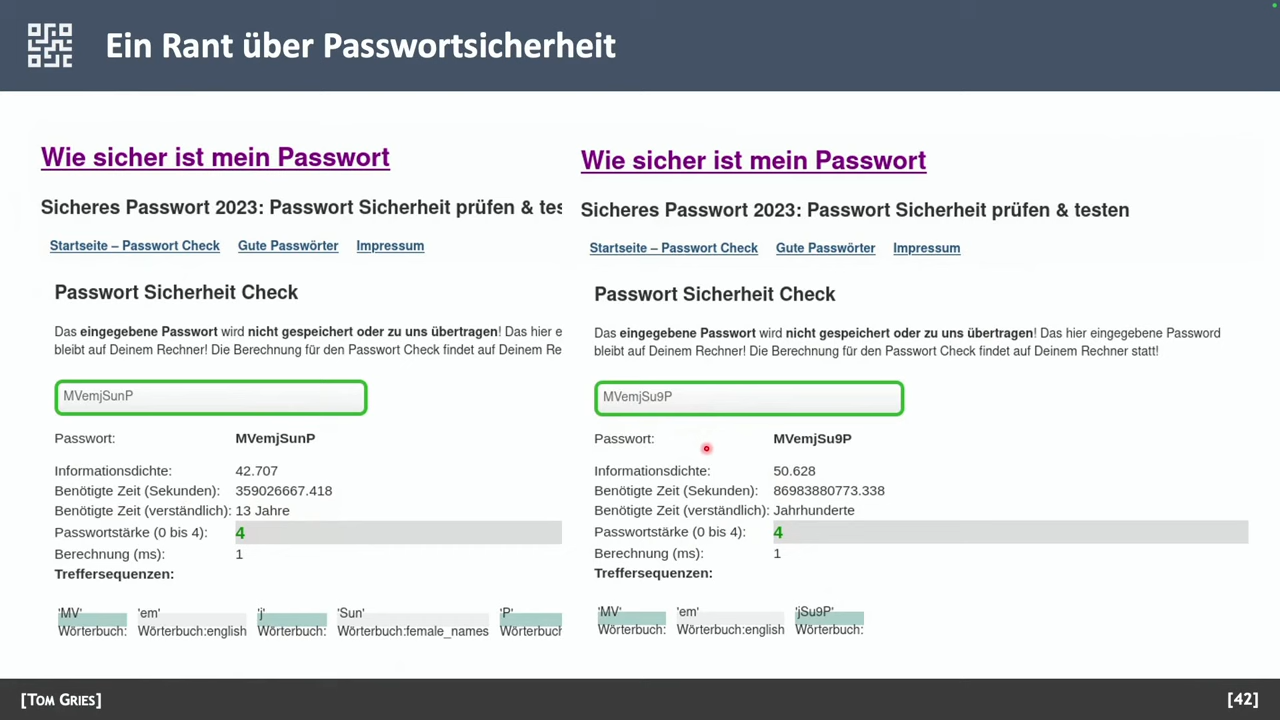 Ein Rant über Passwortsicherheit
Wie sicher ist mein Passwort
Sicheres Passwort 2023: Passwort Sicherheit prüfen & tes
Startseite – Passwort Check Gute Passwörter Impressum
Passwort Sicherheit Check
Das eingegebene Passwort wird nicht gespeichert oder zu uns übertragen! Das hier e
bleibt auf Deinem Rechner! Die Berechnung für den Passwort Check findet auf Deinem Re
MVemjSunP
Passwort: MVemjSunP
Informationsdichte: 42.707
Benötigte Zeit (Sekunden): 359026667.418
Benötigte Zeit (verständlich): 13 Jahre
Passwortstärke (0 bis 4): 4
Berechnung (ms): 1
Treffersequenzen:
'MV' 'em' 'j' 'Sun' 'P'
Wörterbuch: Wörterbuch:english Wörterbuch: Wörterbuch:female_names Wörterbuch
Wie sicher ist mein Passwort
Sicheres Passwort 2023: Passwort Sicherheit prüfen & testen
Startseite – Passwort Check Gute Passwörter Impressum
Passwort Sicherheit Check
Das eingegebene Passwort wird nicht gespeichert oder zu uns übertragen! Das hier eingegebene Password
bleibt auf Deinem Rechner! Die Berechnung für den Passwort Check findet auf Deinem Rechner statt!
MVemjSu9P
Passwort: MVemjSu9P
Informationsdichte: 50.628
Benötigte Zeit (Sekunden): 86983880773.338
Benötigte Zeit (verständlich): Jahrhunderte
Passwortstärke (0 bis 4): 4
Berechnung (ms): 1
Treffersequenzen:
'MV' 'em' 'jSu9P'
Wörterbuch: Wörterbuch:english Wörterbuch:
[Tom Gries]
[42]